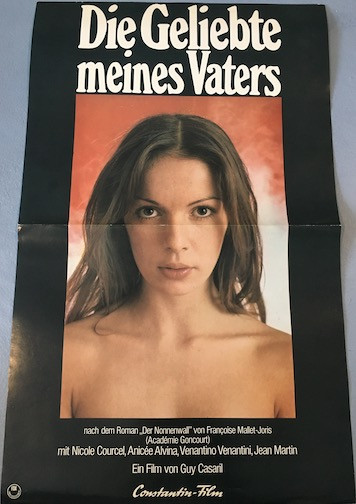 Die Geliebte
meines Vaters
nach dem Roman „Der Nonnenwall" von Françoise Mallet-Joris
(Académie Goncourt)
mit Nicole Courcel, Anicée Alvina, Venantino Venantini, Jean Martin
Ein Film von Guy Casaril
Constantin-Film